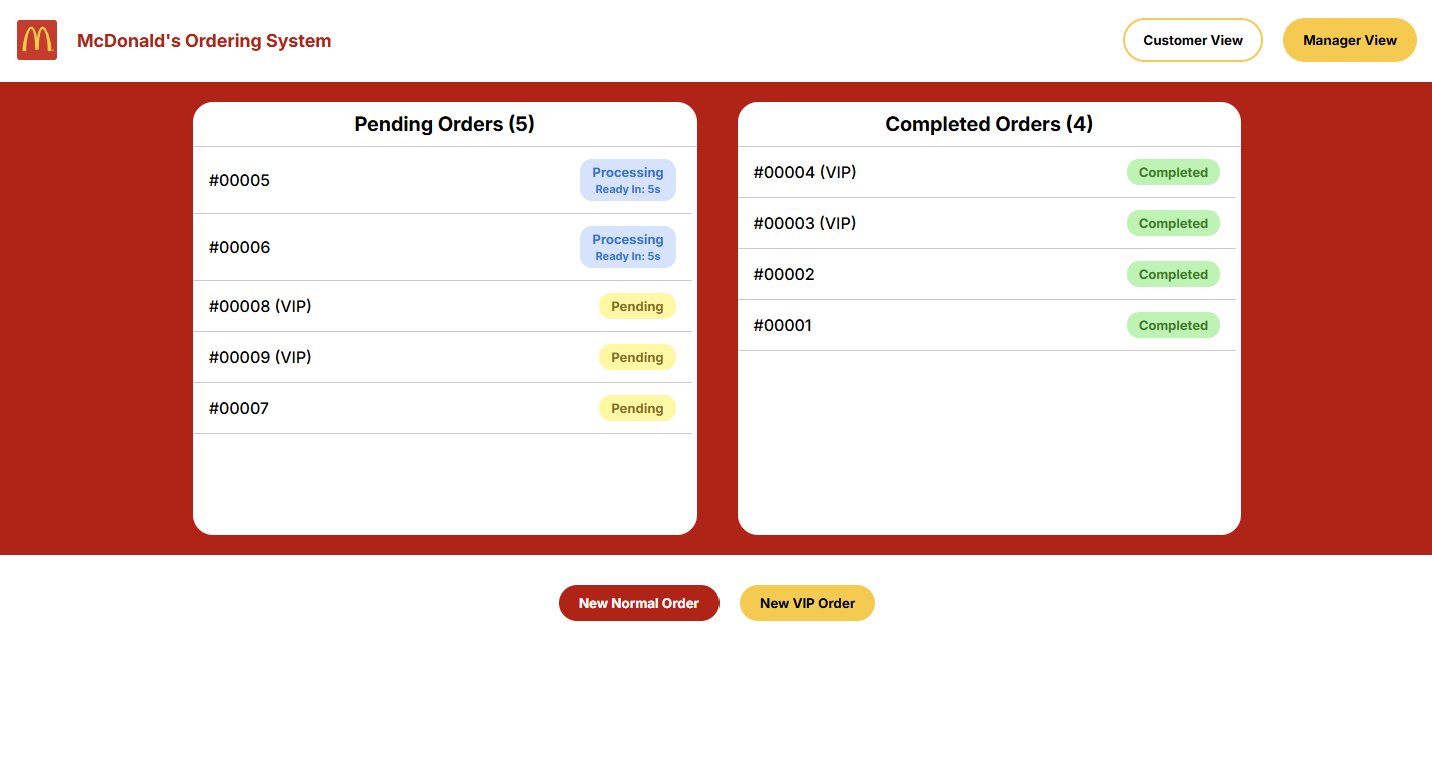 McDonald's Ordering System
Customer View
Manager View
Pending Orders (5)
#00005
Processing
Ready In: 5s
#00006
Processing
Ready In: 5s
#00008 (VIP)
Pending
#00009 (VIP)
Pending
#00007
Pending
Completed Orders (4)
#00004 (VIP)
Completed
#00003 (VIP)
Completed
#00002
Completed
#00001
Completed
New Normal Order
New VIP Order